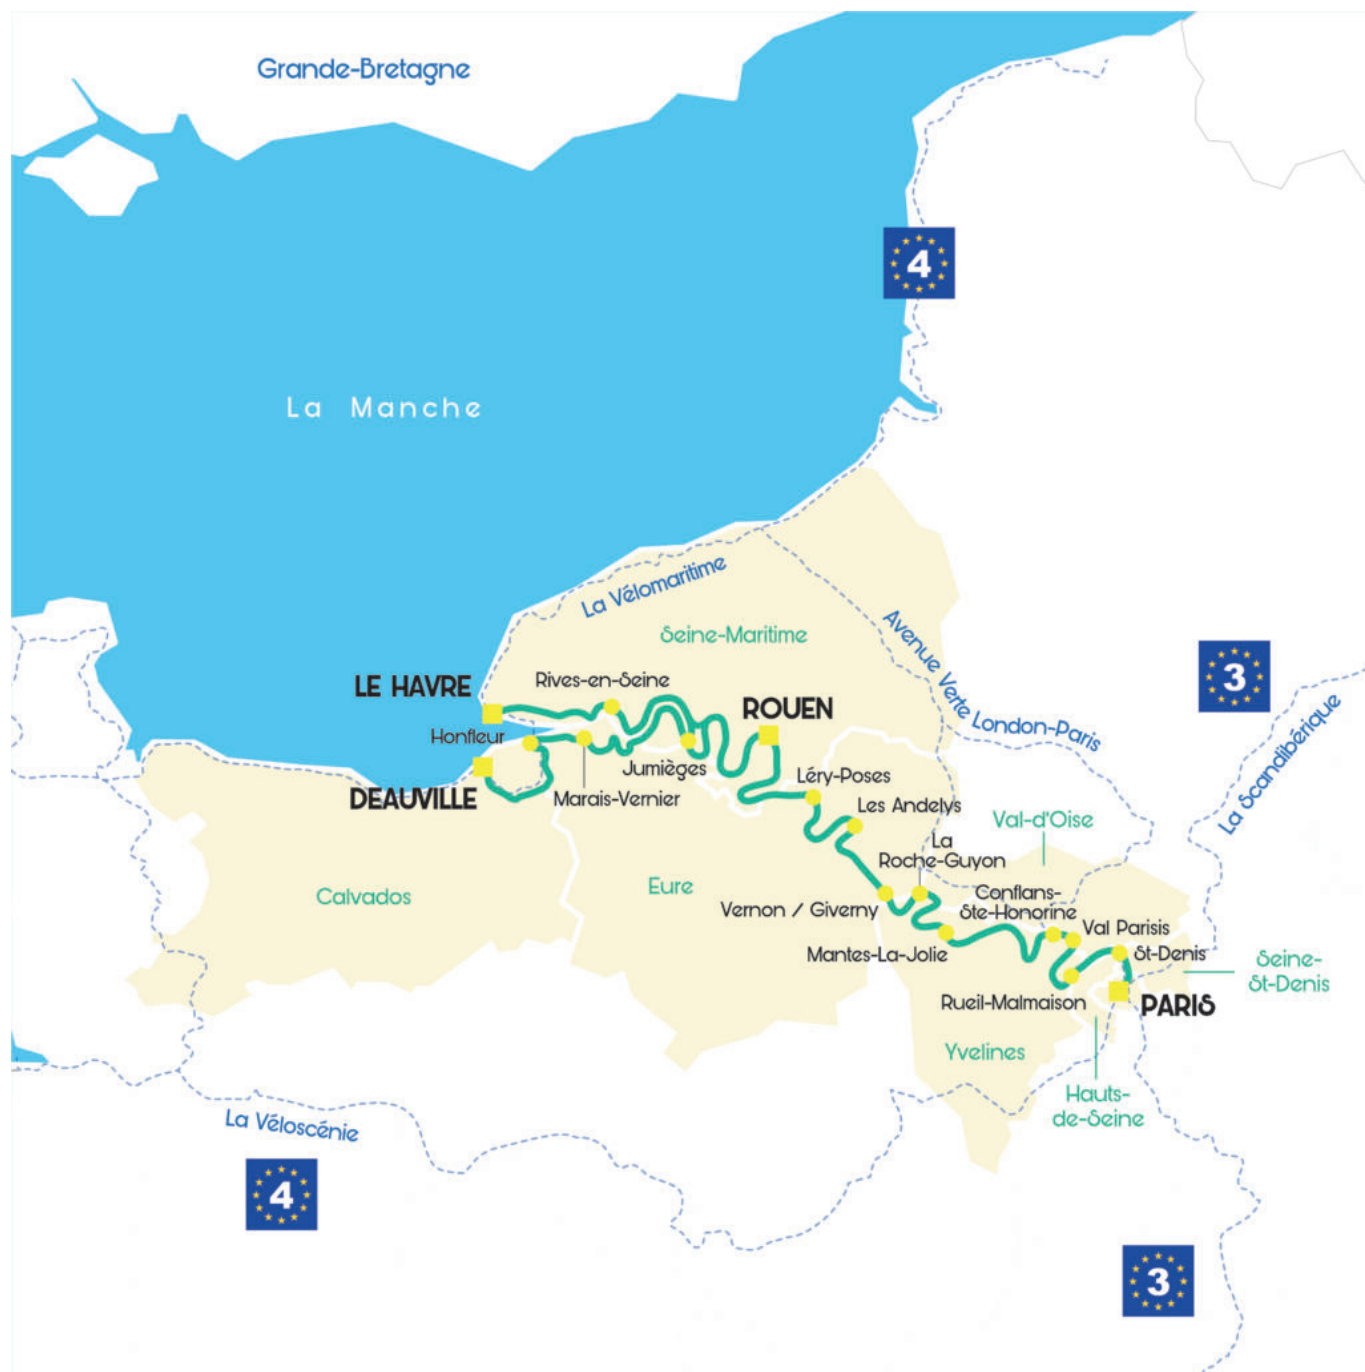 Grande-Bretagne
4
La Manche
La Vélomaritime
Seine-Maritime
Avenue Verte London-Paris
3
La Scandibérique
Rives-en-Seine
LE HAVRE
ROUEN
Honfleur
Jumièges
Léry-Poses
DEAUVILLE
Marais-Vernier
Les Andelys
Val-d'Oise
La
Roche-Guyon
Calvados
Eure
Conflans-
Ste-Honorine
Vernon / Giverny
Val Parisis
Mantes-La-Jolie
St-Denis
Seine-
St-Denis
Rueil-Malmaison
PARIS
Yvelines
Hauts-
de-Seine
La Véloscénie
4
3